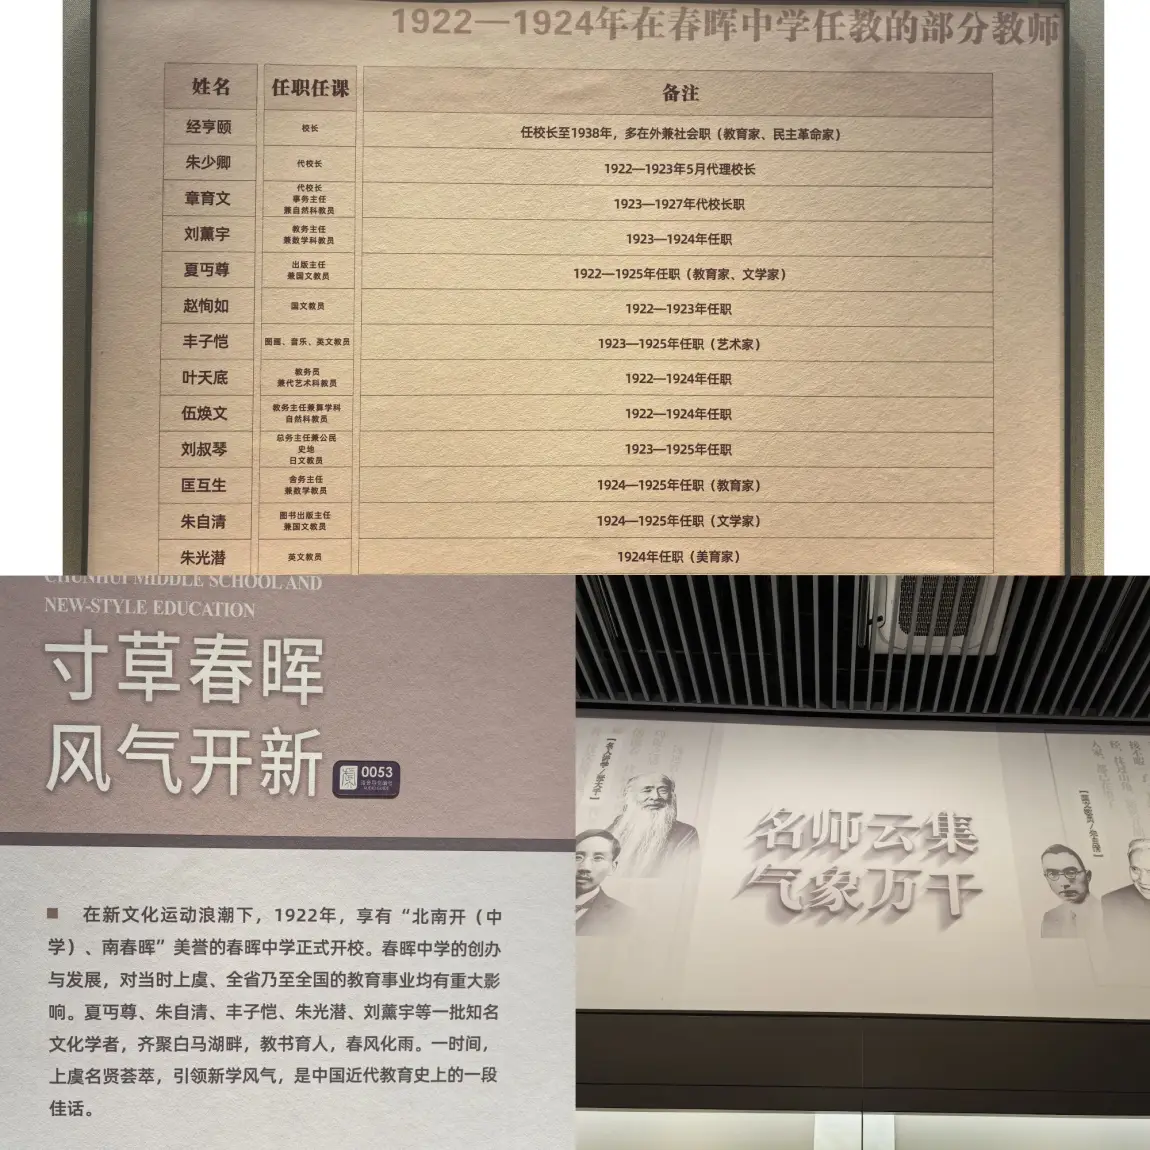 1922—1924年在春晖中学任教的部分教师
姓名 任职任课 备注
经亨颐 校长 任校长至1938年，多在外兼社会职（教育家、民主革命家）
朱少卿 代校长 1922—1923年5月代理校长
章育文 代校长 事务主任 兼自然科教员 1923—1927年代校长职
刘薰宇 教务主任 兼数学科教员 1923—1924年任职
夏丏尊 出版主任 兼国文教员 1922—1925年任职（教育家、文学家）
赵恂如 国文教员 1922—1923年任职
丰子恺 图画、音乐、英文教员 1923—1925年任职（艺术家）
叶天底 教务员 兼代艺术科教员 1922—1924年任职
伍焕文 教务主任兼舞学科 自然科教员 1922—1924年任职
刘叔琴 总务主任兼公民 史地 日文教员 1923—1925年任职
匡互生 舍务主任 兼数学教员 1924—1925年任职（教育家）
朱自清 图书出版主任 兼国文教员 1924—1925年任职（文学家）
朱光潜 英文教员 1924年任职（美育家）
CHUNHUI MIDDLE SCHOOL AND
NEW-STYLE EDUCATION
寸草春晖
风气开新
0053
■ 在新文化运动浪潮下，1922年，享有“北南开（中
学）、南春晖”美誉的春晖中学正式开校。春晖中学的创办
与发展，对当时上虞、全省乃至全国的教育事业均有重大影
响。夏丏尊、朱自清、丰子恺、朱光潜、刘薰宇等一批知名
文化学者，齐聚白马湖畔，教书育人，春风化雨。一时间，
上虞名贤荟萃，引领新学风气，是中国近代教育史上的一段
佳话。
名师云集
气象万千